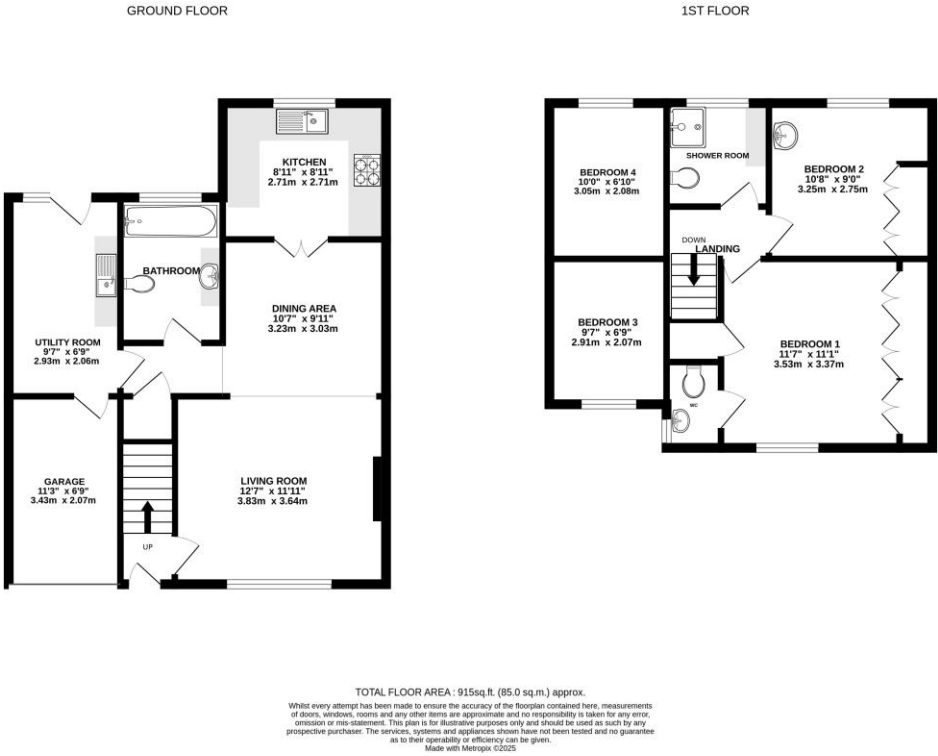 GROUND FLOOR
1ST FLOOR
KITCHEN
8'11" x 8'11"
2.71m x 2.71m
BATHROOM
DINING AREA
10'7" x 9'11"
3.23m x 3.03m
UTILITY ROOM
9'7" x 6'9"
2.93m x 2.06m
GARAGE
11'3" x 6'9"
3.43m x 2.07m
LIVING ROOM
12'7" x 11'11"
3.83m x 3.64m
UP
BEDROOM 4
10'0" x 6'10"
3.05m x 2.08m
SHOWER ROOM
BEDROOM 2
10'8" x 9'0"
3.25m x 2.75m
DOWN
LANDING
BEDROOM 3
9'7" x 6'9"
2.91m x 2.07m
BEDROOM 1
11'7" x 11'1"
3.53m x 3.37m
WC
TOTAL FLOOR AREA : 915sq.ft. (85.0 sq.m.) approx.
Whilst every attempt has been made to ensure the accuracy of the floorplan contained here, measurements
of doors, windows, rooms and any other items are approximate and no responsibility is taken for any error,
omission or mis-statement. This plan is for illustrative purposes only and should be used as such by any
prospective purchaser. The services, systems and appliances shown have not been tested and no guarantee
as to their operability or efficiency can be given.
Made with Metropix ©2025